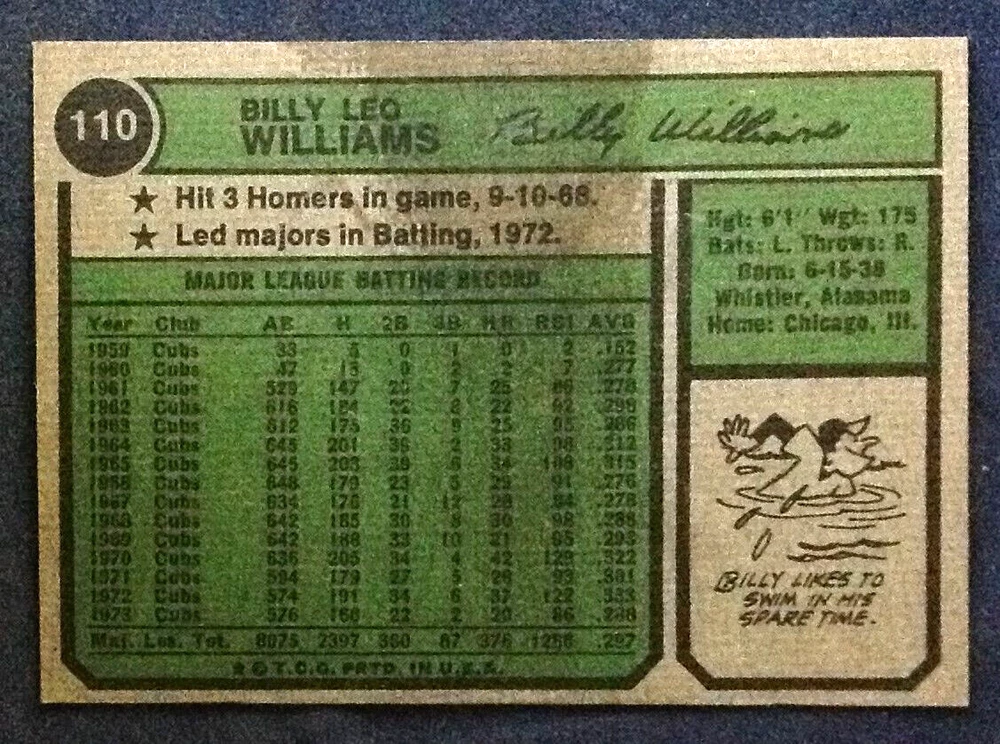 110
BILLY LEO
WILLIAMS
Billy Williams
★ Hit 3 Homers in game, 9-10-68.
★ Led majors in Batting, 1972.
Hgt: 6'1" Wgt: 175
Bats: L. Throws: R.
Born: 6-15-38
Whistler, Alabama
Home: Chicago, Ill.
MAJOR LEAGUE BATTING RECORD
Year Club AB H 2B 3B HR RBI AVG
1959 Cubs 33 5 0 1 0 2 .152
1960 Cubs 47 13 0 2 2 7 .277
1961 Cubs 529 147 20 7 25 86 .278
1962 Cubs 618 184 22 8 22 92 .298
1963 Cubs 612 175 36 9 25 95 .286
1964 Cubs 645 201 39 2 33 98 .312
1965 Cubs 645 203 39 6 34 108 .315
1966 Cubs 648 179 23 5 29 91 .276
1967 Cubs 634 176 21 12 28 84 .278
1968 Cubs 642 185 30 8 30 98 .288
1969 Cubs 642 188 33 10 21 95 .293
1970 Cubs 636 205 34 4 42 129 .322
1971 Cubs 594 179 27 5 28 93 .301
1972 Cubs 574 191 34 6 37 122 .333
1973 Cubs 576 166 22 2 20 86 .288
Maj. Lea. Tot. 8075 2397 380 87 376 1286 .297
★ © T.C.G. PRTD. IN U.S.A.
BILLY LIKES TO
SWIM IN HIS
SPARE TIME.